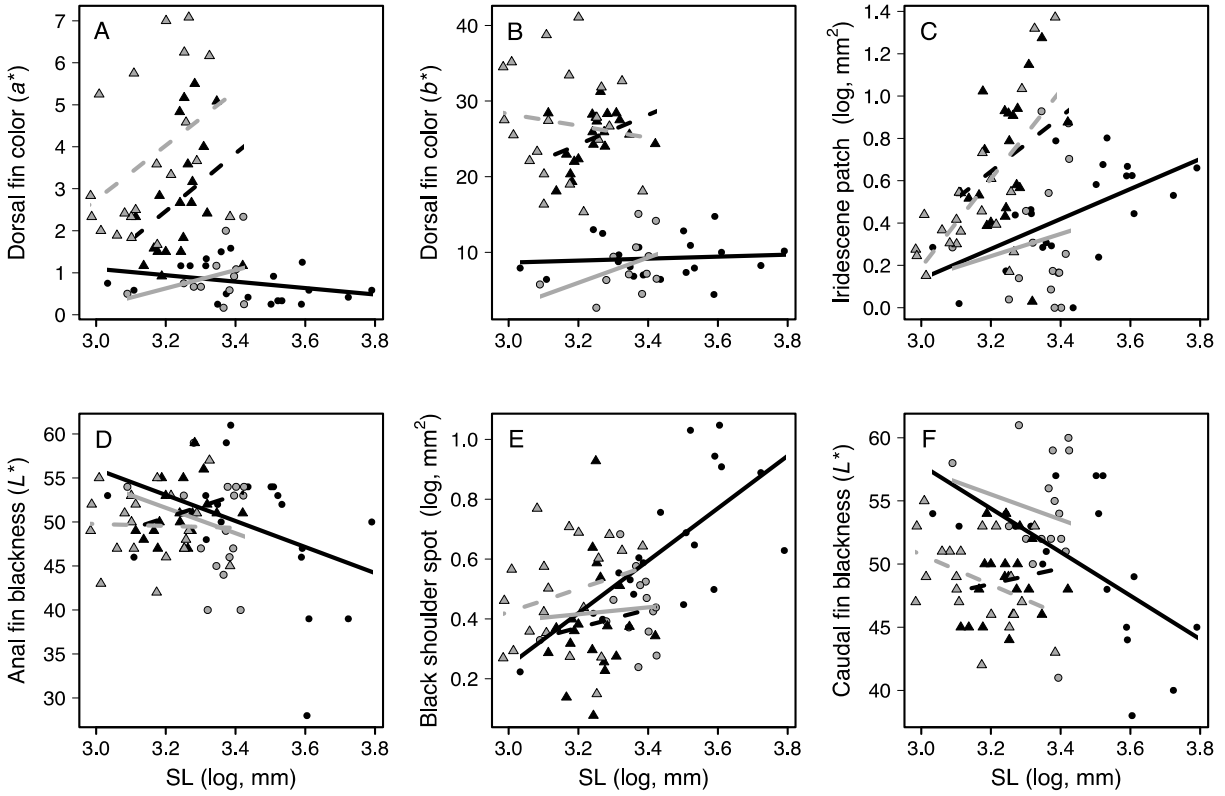 A
Dorsal fin color (a*)
7
6
5
4
3
2
1
0
3.0 3.2 3.4 3.6 3.8
B
Dorsal fin color (b*)
40
30
20
10
0
3.0 3.2 3.4 3.6 3.8
C
Iridescene patch (log, mm²)
1.4
1.2
1.0
0.8
0.6
0.4
0.2
0.0
3.0 3.2 3.4 3.6 3.8
D
Anal fin blackness (L*)
60
55
50
45
40
35
30
3.0 3.2 3.4 3.6 3.8
SL (log, mm)
E
Black shoulder spot (log, mm²)
1.0
0.8
0.6
0.4
0.2
3.0 3.2 3.4 3.6 3.8
SL (log, mm)
F
Caudal fin blackness (L*)
60
55
50
45
40
3.0 3.2 3.4 3.6 3.8
SL (log, mm)